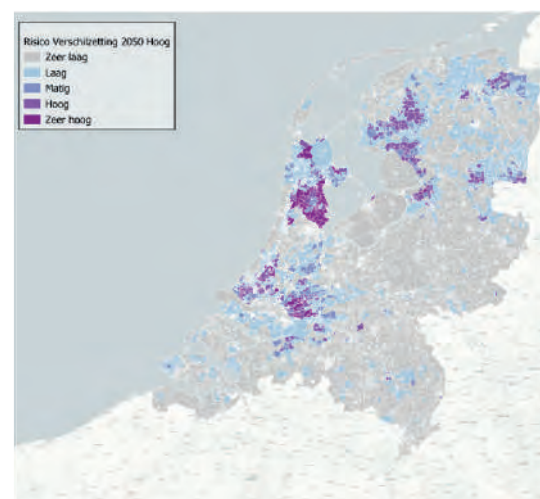 Risico Verschilzetting 2050 Hoog
Zeer laag
Laag
Matig
Hoog
Zeer hoog